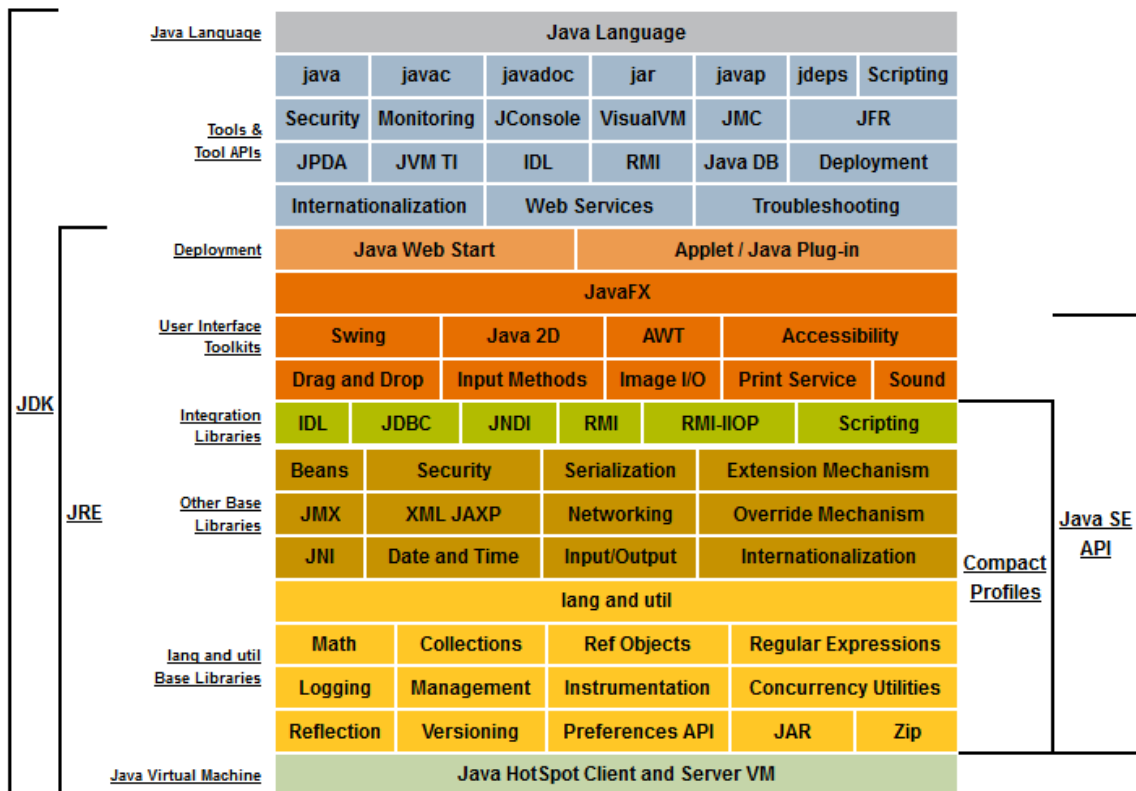 Java Language
Java Language
java javac javadoc jar javap jdeps Scripting
Security Monitoring JConsole VisualVM JMC JFR
Tools &
Tool APIs
JPDA JVM TI IDL RMI Java DB Deployment
Internationalization Web Services Troubleshooting
Deployment
Java Web Start Applet / Java Plug-in
JavaFX
User Interface
Toolkits
Swing Java 2D AWT Accessibility
Drag and Drop Input Methods Image I/O Print Service Sound
JDK
Integration
Libraries
IDL JDBC JNDI RMI RMI-IIOP Scripting
Beans Security Serialization Extension Mechanism
Other Base
Libraries
JRE
JMX XML JAXP Networking Override Mechanism
Java SE
API
JNI Date and Time Input/Output Internationalization
Compact
Profiles
lang and util
Math Collections Ref Objects Regular Expressions
lang and util
Base Libraries
Logging Management Instrumentation Concurrency Utilities
Reflection Versioning Preferences API JAR Zip
Java Virtual Machine
Java HotSpot Client and Server VM